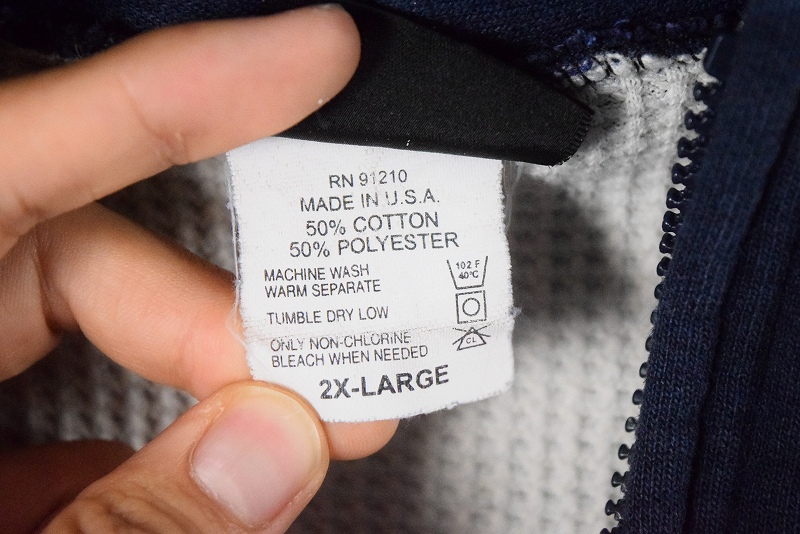 RN 91210
MADE IN U.S.A.
50% COTTON
50% POLYESTER
MACHINE WASH
WARM SEPARATE
102 F
40°C
TUMBLE DRY LOW
ONLY NON-CHLORINE
BLEACH WHEN NEEDED
CL
2X-LARGE